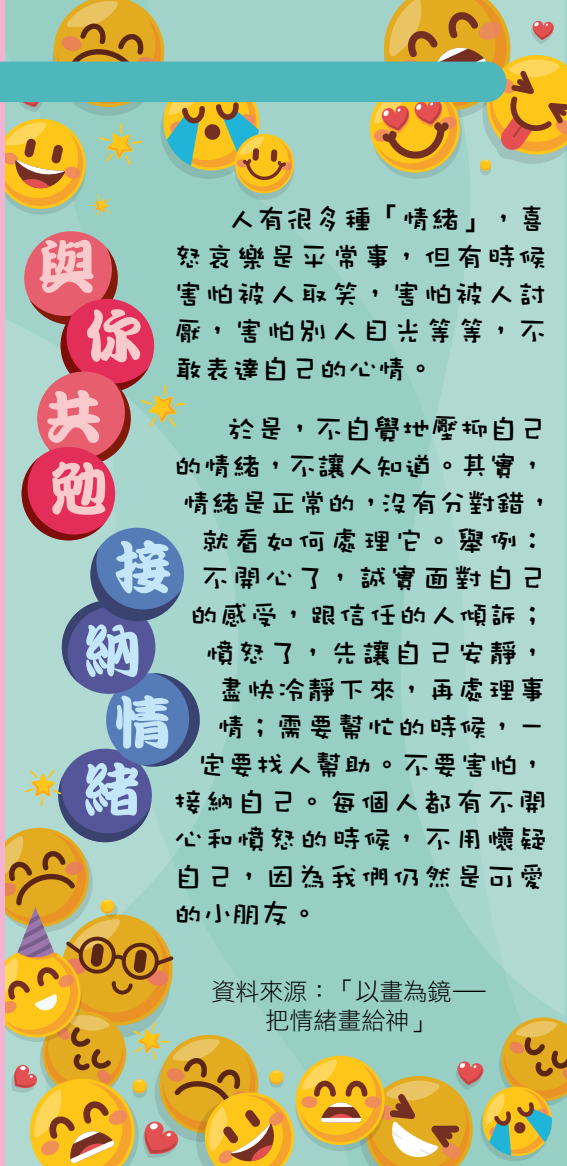 與你共勉
接納情緒
人有很多種「情緒」，喜
怒哀樂是平常事，但有時候
害怕被人取笑，害怕被人討
厭，害怕別人目光等等，不
敢表達自己的心情。
於是，不自覺地壓抑自己
的情緒，不讓人知道。其實，
情緒是正常的，沒有分對錯，
就看如何處理它。舉例：
不開心了，誠實面對自己
的感受，跟信任的人傾訴；
憤怒了，先讓自己安靜，
盡快冷靜下來，再處理事
情；需要幫忙的時候，一
定要找人幫助。不要害怕，
接納自己。每個人都有不開
心和憤怒的時候，不用懷疑
自己，因為我們仍然是可愛
的小朋友。
資料來源：「以畫為鏡──
把情緒畫給神」